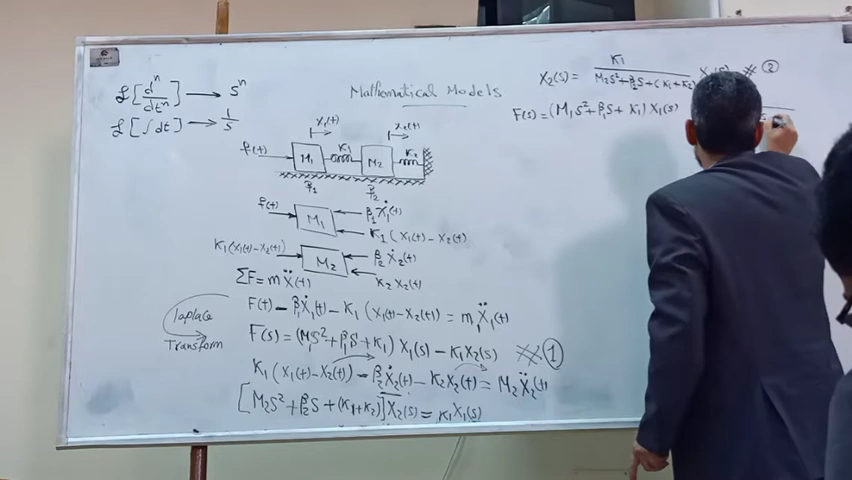 ℒ[dⁿ/dtⁿ] → Sⁿ
ℒ[∫dt] → 1/S
Mathematical Models
X₁(t) X₂(t)
f(t) M₁ K₁ M₂ K₂
β₁ β₂
f(t) M₁ β₁Ẋ₁(t)
K₁(X₁(t)-X₂(t)
K₁(X₁(t)-X₂(t)) M₂ β₂Ẋ₂(t)
K₂X₂(t)
ΣF=mẌ(t)
F(t)-β₁Ẋ₁(t)-K₁(X₁(t)-X₂(t))=m₁Ẍ₁(t)
Laplace
Transform
F(s)=(M₁S²+β₁S+K₁)X₁(s)-K₁X₂(s) ①
K₁(X₁(t)-X₂(t))-β₂Ẋ₂(t)-K₂X₂(t)=M₂Ẍ₂(t)
[M₂S²+β₂S+(K₁+K₂)]X₂(s)=K₁X₁(s)
X₂(s)= K₁/(M₂S²+β₂S+(K₁+K₂)) ②
F(s)=(M₁S²+β₁S+K₁)X₁(s)